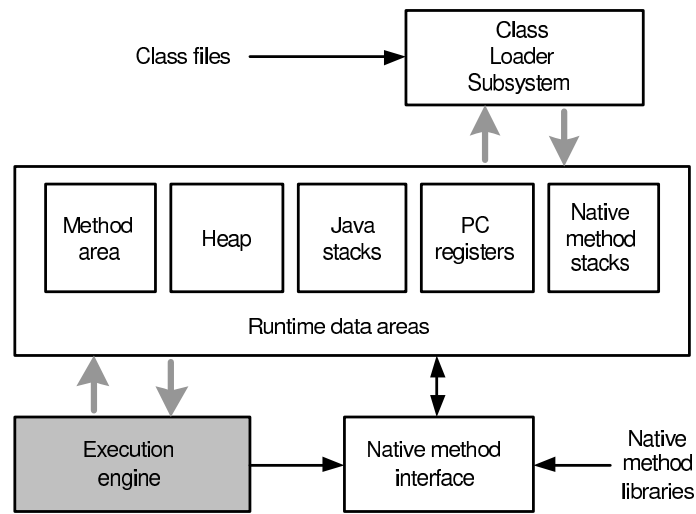 Class files
Class
Loader
Subsystem
Method
area
Heap
Java
stacks
PC
registers
Native
method
stacks
Runtime data areas
Execution
engine
Native method
interface
Native
method
libraries